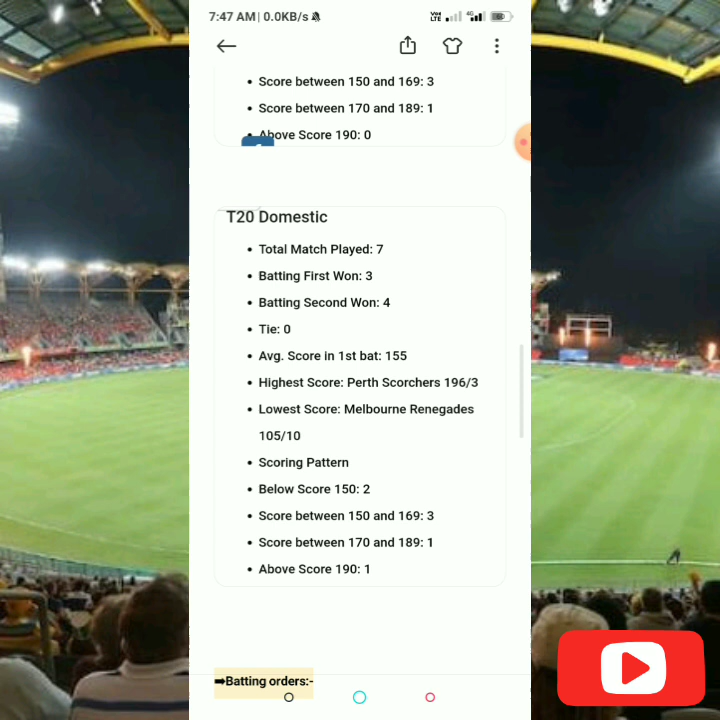 7:47 AM | 0.0KB/s
Vo LTE 4G
Score between 150 and 169: 3
Score between 170 and 189: 1
Above Score 190: 0
T20 Domestic
Total Match Played: 7
Batting First Won: 3
Batting Second Won: 4
Tie: 0
Avg. Score in 1st bat: 155
Highest Score: Perth Scorchers 196/3
Lowest Score: Melbourne Renegades
105/10
Scoring Pattern
Below Score 150: 2
Score between 150 and 169: 3
Score between 170 and 189: 1
Above Score 190: 1
➡Batting orders:-